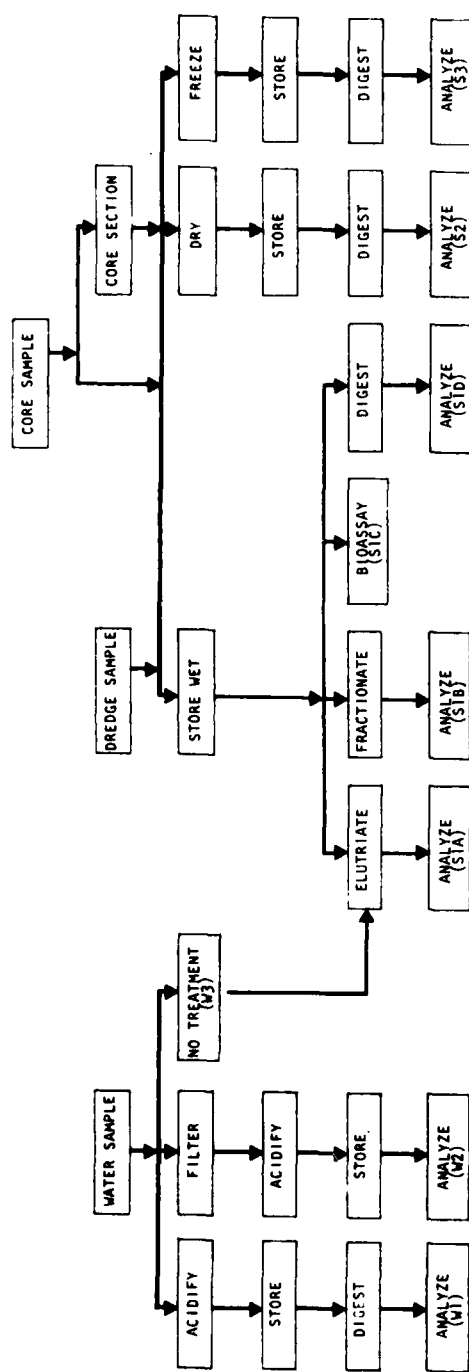 CORE SAMPLE
CORE SECTION
WATER SAMPLE
DREDGE SAMPLE
ACIDIFY
FILTER
NO TREATMENT
(W3)
STORE WET
DRY
FREEZE
STORE
ACIDIFY
STORE
STORE
DIGEST
STORE.
ELUTRIATE
FRACTIONATE
BIOASSAY
(S1C)
DIGEST
DIGEST
DIGEST
ANALYZE
(W1)
ANALYZE
(W2)
ANALYZE
(S1A)
ANALYZE
(S1B)
ANALYZE
(S1D)
ANALYZE
(S2)
ANALYZE
(S3)